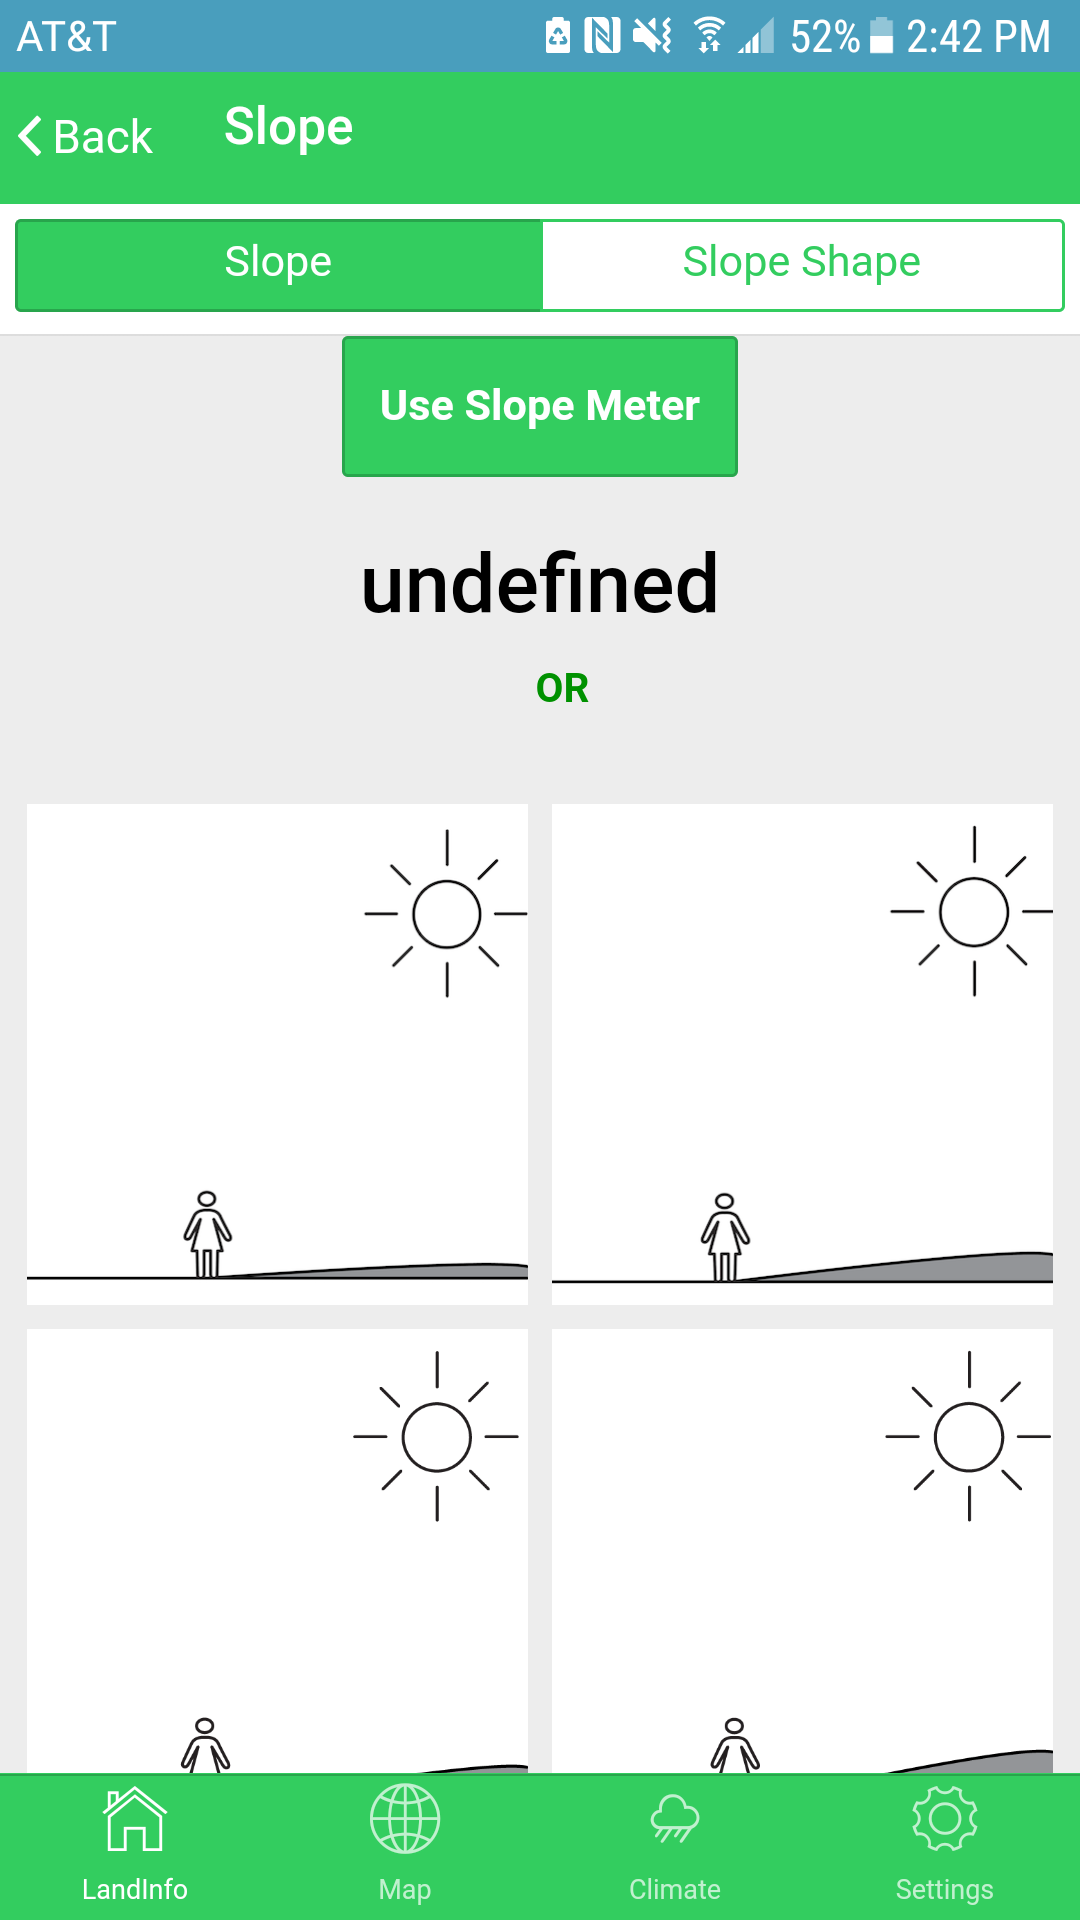 AT&T 52% 2:42 PM
Back Slope
Slope Slope Shape
Use Slope Meter
undefined
OR
LandInfo Map Climate Settings